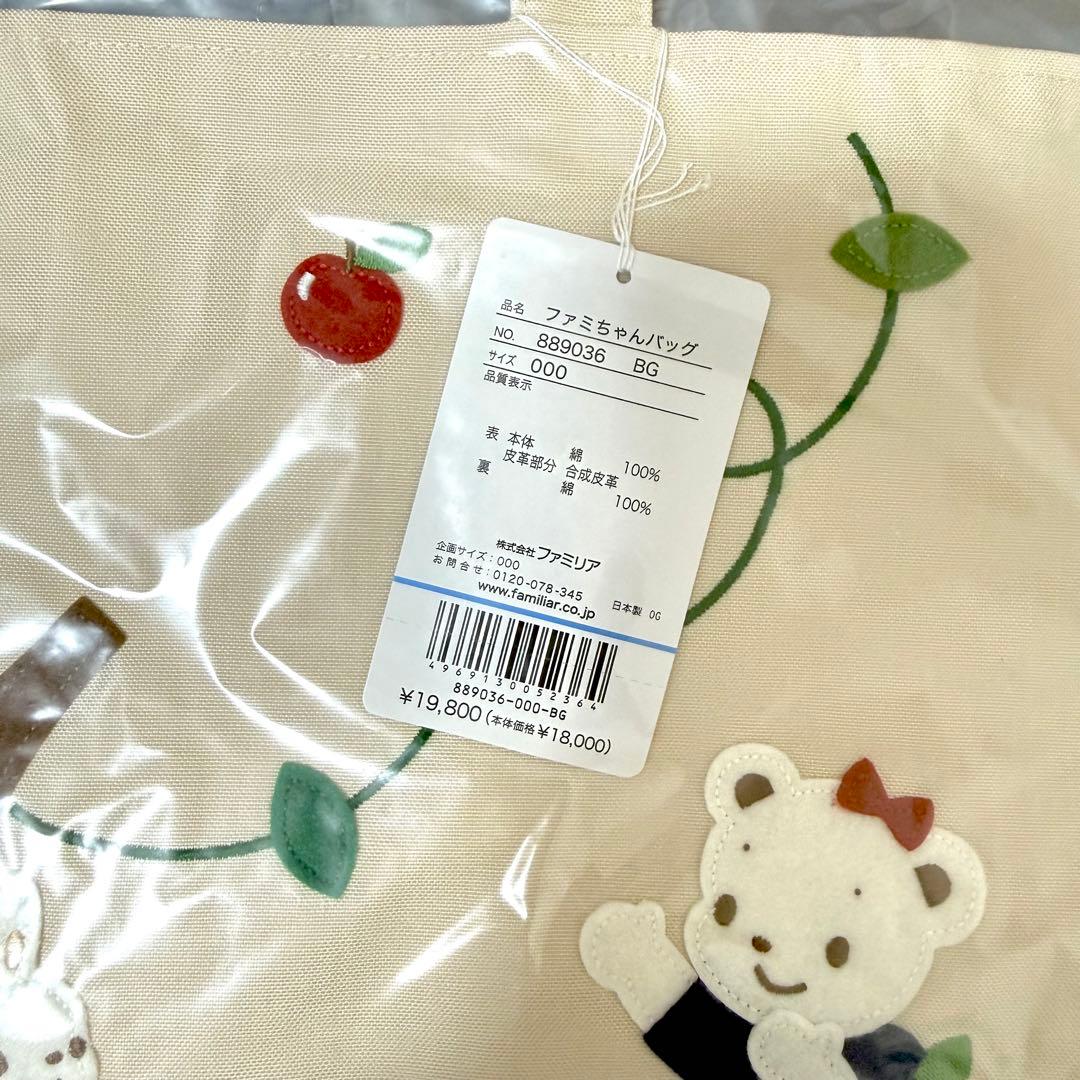 品名 ファミちゃんバッグ
NO. 889036 BG
サイズ 000
品質表示
表 本体 綿 100%
皮革部分 合成皮革
裏 綿 100%
株式会社ファミリア
企画サイズ:000
お問合せ:0120-078-345
www.familiar.co.jp 日本製 0G
4969130052364
889036-000-BG
¥19,800(本体価格¥18,000)